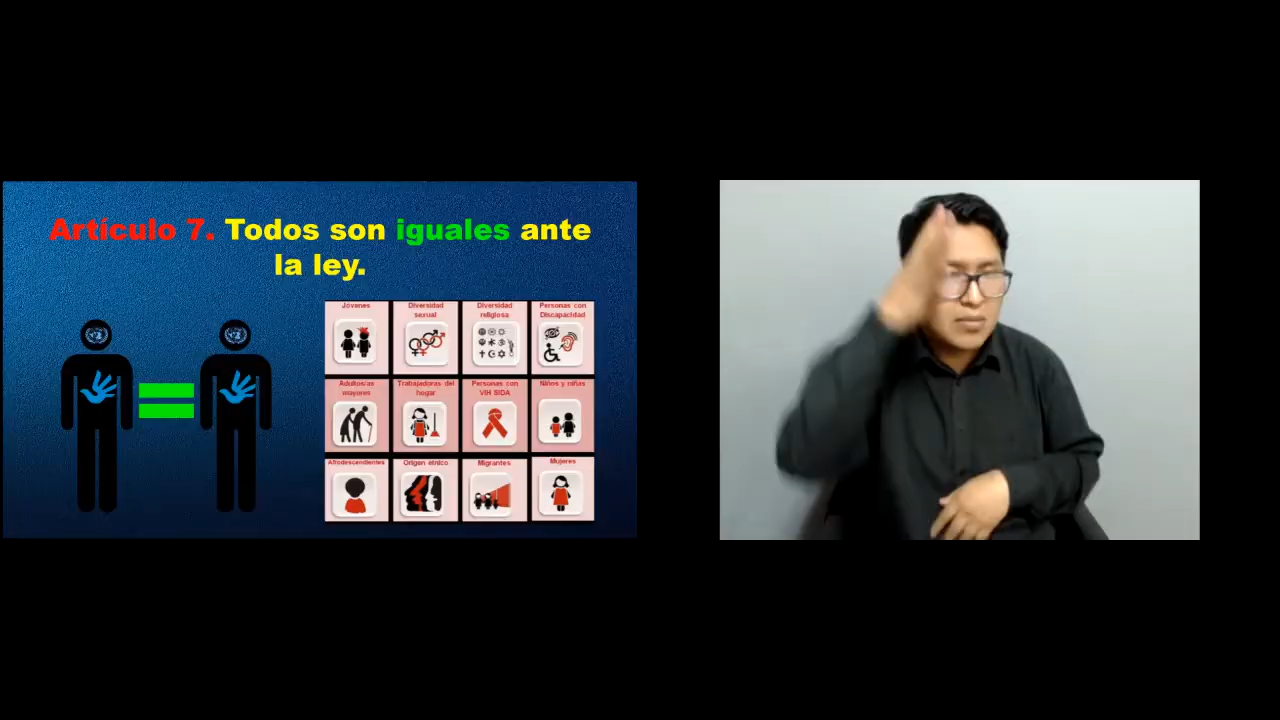 Artículo 7. Todos son iguales ante
la ley.
Jóvenes
Diversidad
sexual
Diversidad
religiosa
Personas con
Discapacidad
Adultos/as
mayores
Trabajadoras del
hogar
Personas con
VIH SIDA
Niños y niñas
Afrodescendientes
Origen étnico
Migrantes
Mujeres